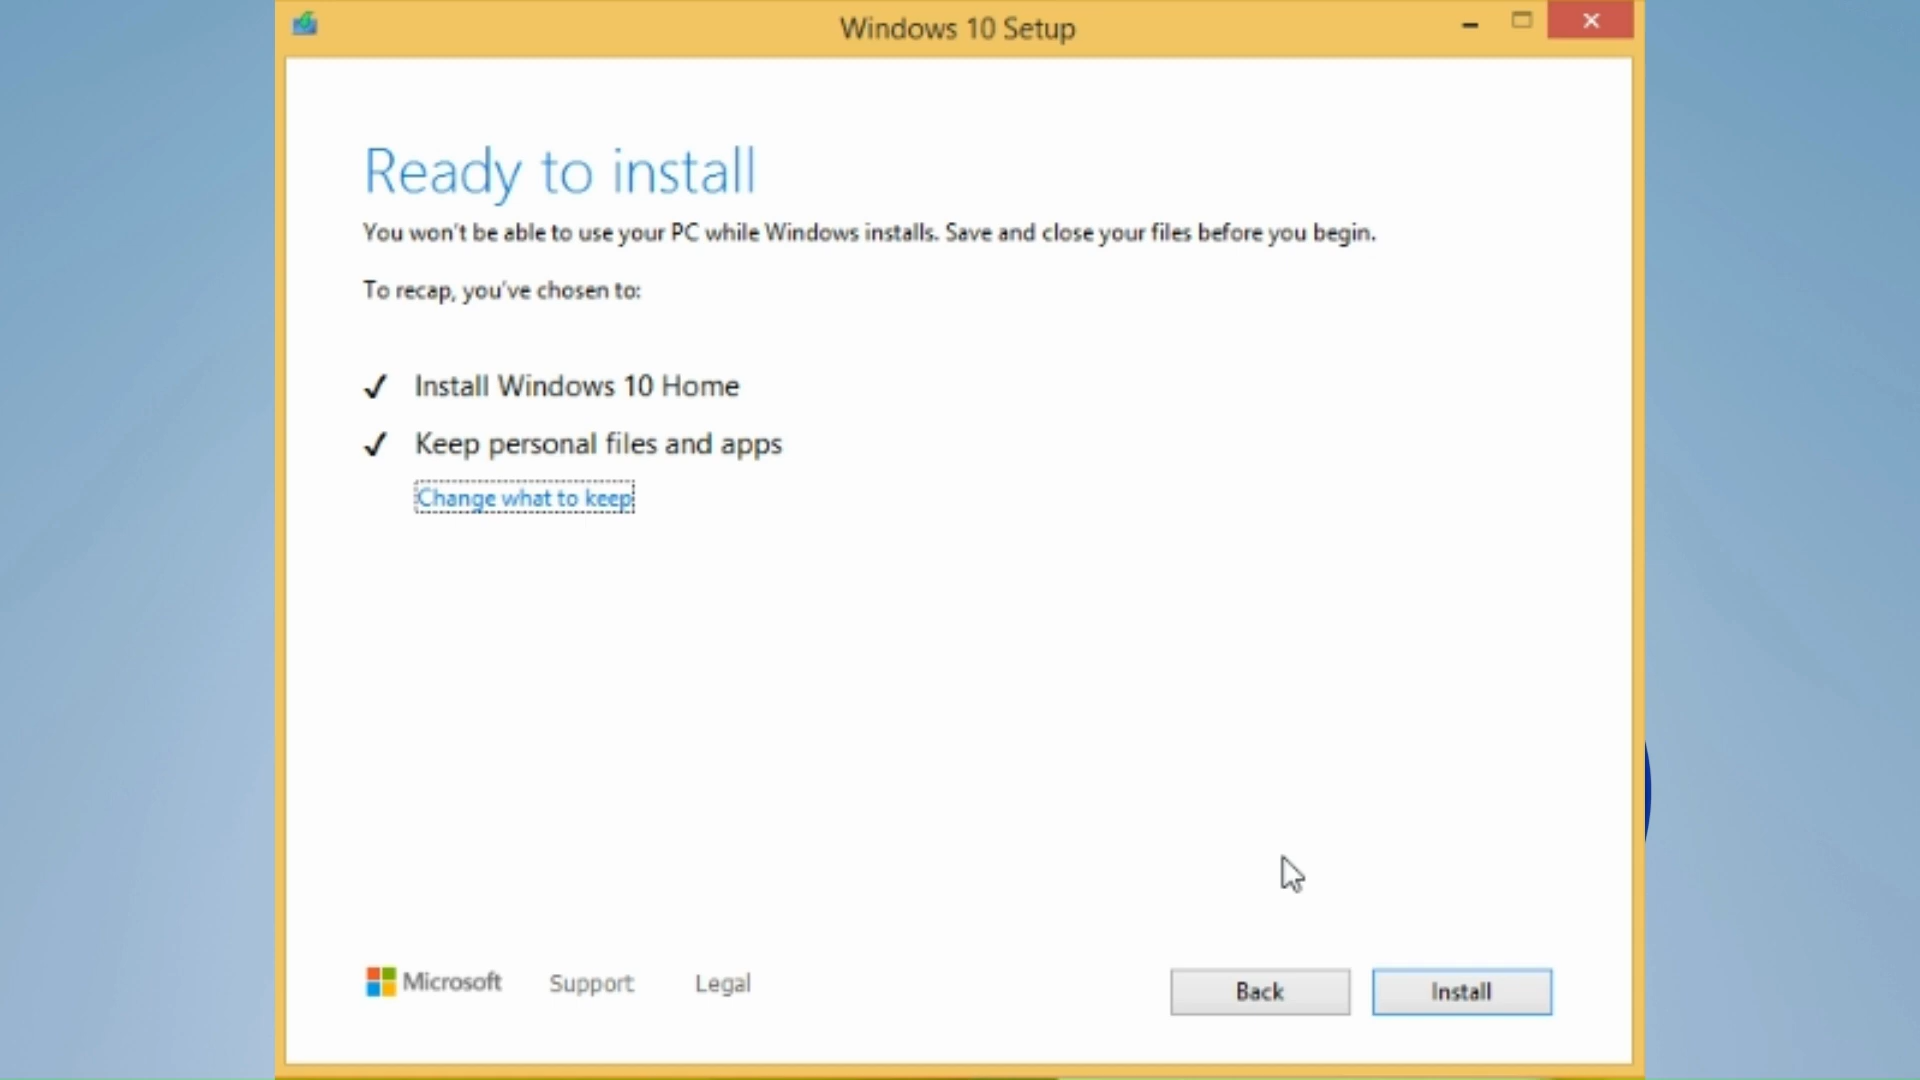 Windows 10 Setup
Ready to install
You won't be able to use your PC while Windows installs. Save and close your files before you begin.
To recap, you've chosen to:
Install Windows 10 Home
Keep personal files and apps
Change what to keep
Microsoft Support Legal
Back Install